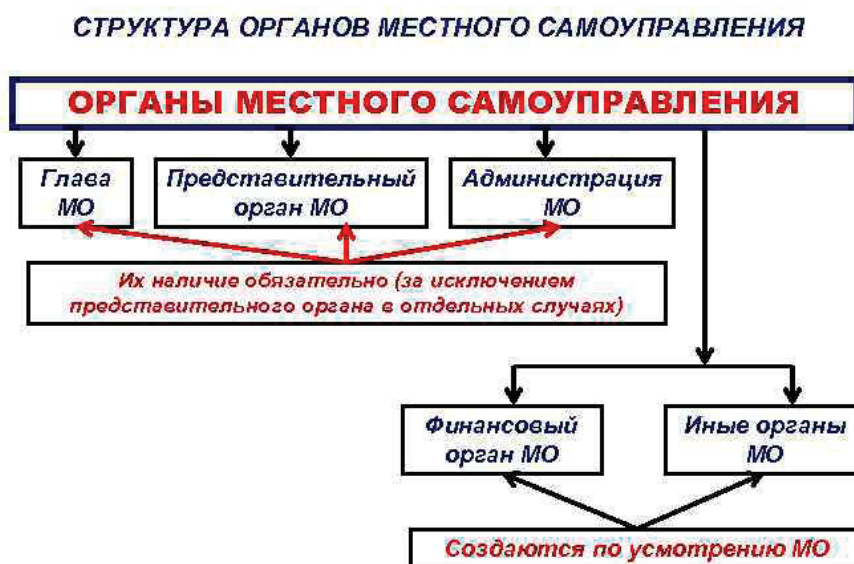 СТРУКТУРА ОРГАНОВ МЕСТНОГО САМОУПРАВЛЕНИЯ
ОРГАНЫ МЕСТНОГО САМОУПРАВЛЕНИЯ
Глава
МО
Представительный
орган МО
Администрация
МО
Их наличие обязательно (за исключением
представительного органа в отдельных случаях)
Финансовый
орган МО
Иные органы
МО
Создаются по усмотрению МО